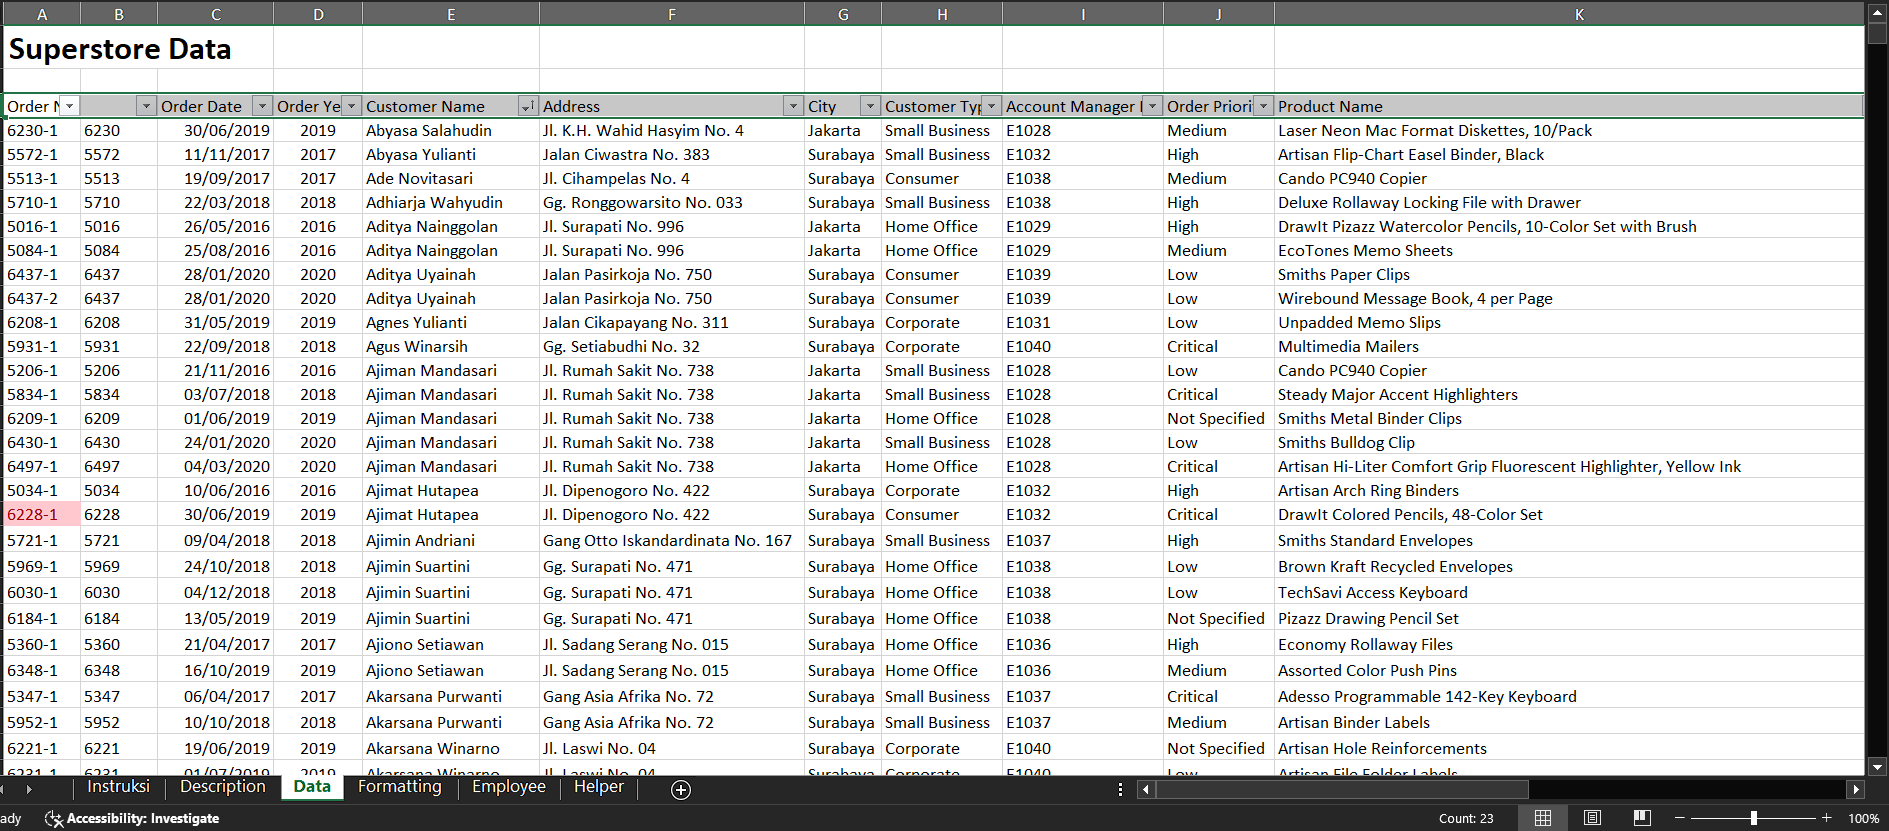 A B C D E F G H I J K
Superstore Data
Order N Order Date Order Ye Customer Name Address City Customer Typ Account Manager I Order Priori Product Name
6230-1 6230 30/06/2019 2019 Abyasa Salahudin Jl. K.H. Wahid Hasyim No. 4 Jakarta Small Business E1028 Medium Laser Neon Mac Format Diskettes, 10/Pack
5572-1 5572 11/11/2017 2017 Abyasa Yulianti Jalan Ciwastra No. 383 Surabaya Small Business E1032 High Artisan Flip-Chart Easel Binder, Black
5513-1 5513 19/09/2017 2017 Ade Novitasari Jl. Cihampelas No. 4 Surabaya Consumer E1038 Medium Cando PC940 Copier
5710-1 5710 22/03/2018 2018 Adhiarja Wahyudin Gg. Ronggowarsito No. 033 Surabaya Small Business E1038 High Deluxe Rollaway Locking File with Drawer
5016-1 5016 26/05/2016 2016 Aditya Nainggolan Jl. Surapati No. 996 Jakarta Home Office E1029 High DrawIt Pizazz Watercolor Pencils, 10-Color Set with Brush
5084-1 5084 25/08/2016 2016 Aditya Nainggolan Jl. Surapati No. 996 Jakarta Home Office E1029 Medium EcoTones Memo Sheets
6437-1 6437 28/01/2020 2020 Aditya Uyainah Jalan Pasirkoja No. 750 Surabaya Consumer E1039 Low Smiths Paper Clips
6437-2 6437 28/01/2020 2020 Aditya Uyainah Jalan Pasirkoja No. 750 Surabaya Consumer E1039 Low Wirebound Message Book, 4 per Page
6208-1 6208 31/05/2019 2019 Agnes Yulianti Jalan Cikapayang No. 311 Surabaya Corporate E1031 Low Unpadded Memo Slips
5931-1 5931 22/09/2018 2018 Agus Winarsih Gg. Setiabudhi No. 32 Surabaya Corporate E1040 Critical Multimedia Mailers
5206-1 5206 21/11/2016 2016 Ajiman Mandasari Jl. Rumah Sakit No. 738 Jakarta Small Business E1028 Low Cando PC940 Copier
5834-1 5834 03/07/2018 2018 Ajiman Mandasari Jl. Rumah Sakit No. 738 Jakarta Small Business E1028 Critical Steady Major Accent Highlighters
6209-1 6209 01/06/2019 2019 Ajiman Mandasari Jl. Rumah Sakit No. 738 Jakarta Home Office E1028 Not Specified Smiths Metal Binder Clips
6430-1 6430 24/01/2020 2020 Ajiman Mandasari Jl. Rumah Sakit No. 738 Jakarta Small Business E1028 Low Smiths Bulldog Clip
6497-1 6497 04/03/2020 2020 Ajiman Mandasari Jl. Rumah Sakit No. 738 Jakarta Home Office E1028 Critical Artisan Hi-Liter Comfort Grip Fluorescent Highlighter, Yellow Ink
5034-1 5034 10/06/2016 2016 Ajimat Hutapea Jl. Dipenogoro No. 422 Surabaya Corporate E1032 High Artisan Arch Ring Binders
6228-1 6228 30/06/2019 2019 Ajimat Hutapea Jl. Dipenogoro No. 422 Surabaya Consumer E1032 Critical DrawIt Colored Pencils, 48-Color Set
5721-1 5721 09/04/2018 2018 Ajimin Andriani Gang Otto Iskandardinata No. 167 Surabaya Small Business E1037 High Smiths Standard Envelopes
5969-1 5969 24/10/2018 2018 Ajimin Suartini Gg. Surapati No. 471 Surabaya Home Office E1038 Low Brown Kraft Recycled Envelopes
6030-1 6030 04/12/2018 2018 Ajimin Suartini Gg. Surapati No. 471 Surabaya Home Office E1038 Low TechSavi Access Keyboard
6184-1 6184 13/05/2019 2019 Ajimin Suartini Gg. Surapati No. 471 Surabaya Home Office E1038 Not Specified Pizazz Drawing Pencil Set
5360-1 5360 21/04/2017 2017 Ajiono Setiawan Jl. Sadang Serang No. 015 Surabaya Home Office E1036 High Economy Rollaway Files
6348-1 6348 16/10/2019 2019 Ajiono Setiawan Jl. Sadang Serang No. 015 Surabaya Home Office E1036 Medium Assorted Color Push Pins
5347-1 5347 06/04/2017 2017 Akarsana Purwanti Gang Asia Afrika No. 72 Surabaya Small Business E1037 Critical Adesso Programmable 142-Key Keyboard
5952-1 5952 10/10/2018 2018 Akarsana Purwanti Gang Asia Afrika No. 72 Surabaya Small Business E1037 Medium Artisan Binder Labels
6221-1 6221 19/06/2019 2019 Akarsana Winarno Jl. Laswi No. 04 Surabaya Corporate E1040 Not Specified Artisan Hole Reinforcements
6231-1 6231 01/07/2019 2019 Akarsana Winarno Jl. Laswi No. 04 Surabaya Corporate E1040 Low Artisan File Folder Labels
Instruksi Description Data Formatting Employee Helper
ady Accessibility: Investigate Count: 23 100%